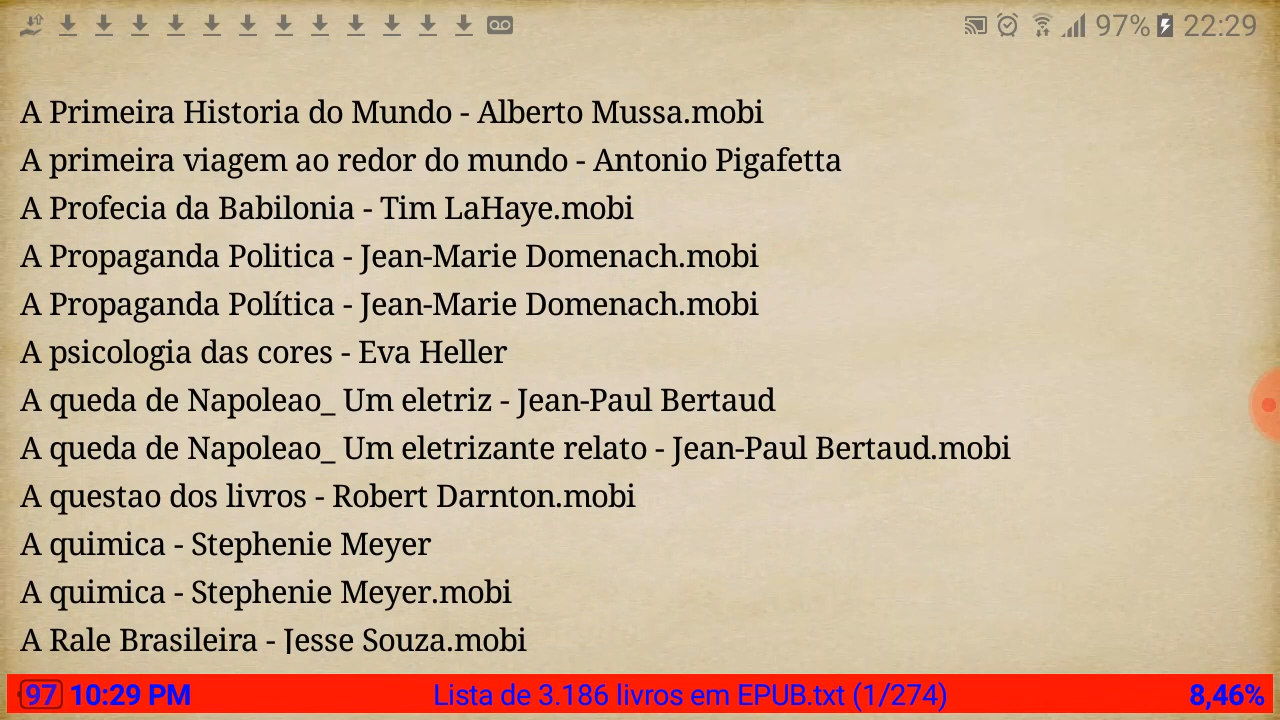 97% 22:29
A Primeira Historia do Mundo - Alberto Mussa.mobi
A primeira viagem ao redor do mundo - Antonio Pigafetta
A Profecia da Babilonia - Tim LaHaye.mobi
A Propaganda Politica - Jean-Marie Domenach.mobi
A Propaganda Política - Jean-Marie Domenach.mobi
A psicologia das cores - Eva Heller
A queda de Napoleao_ Um eletriz - Jean-Paul Bertaud
A queda de Napoleao_ Um eletrizante relato - Jean-Paul Bertaud.mobi
A questao dos livros - Robert Darnton.mobi
A quimica - Stephenie Meyer
A quimica - Stephenie Meyer.mobi
A Rale Brasileira - Jesse Souza.mobi
97 10:29 PM Lista de 3.186 livros em EPUB.txt (1/274) 8,46%